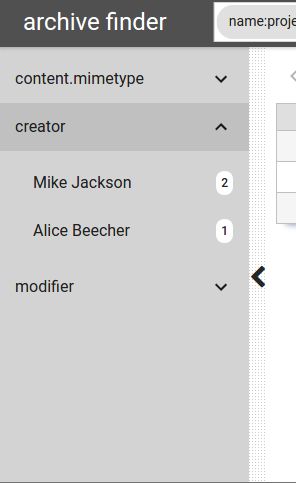 archive finder
name:proje
content.mimetype
creator
Mike Jackson 2
Alice Beecher 1
modifier